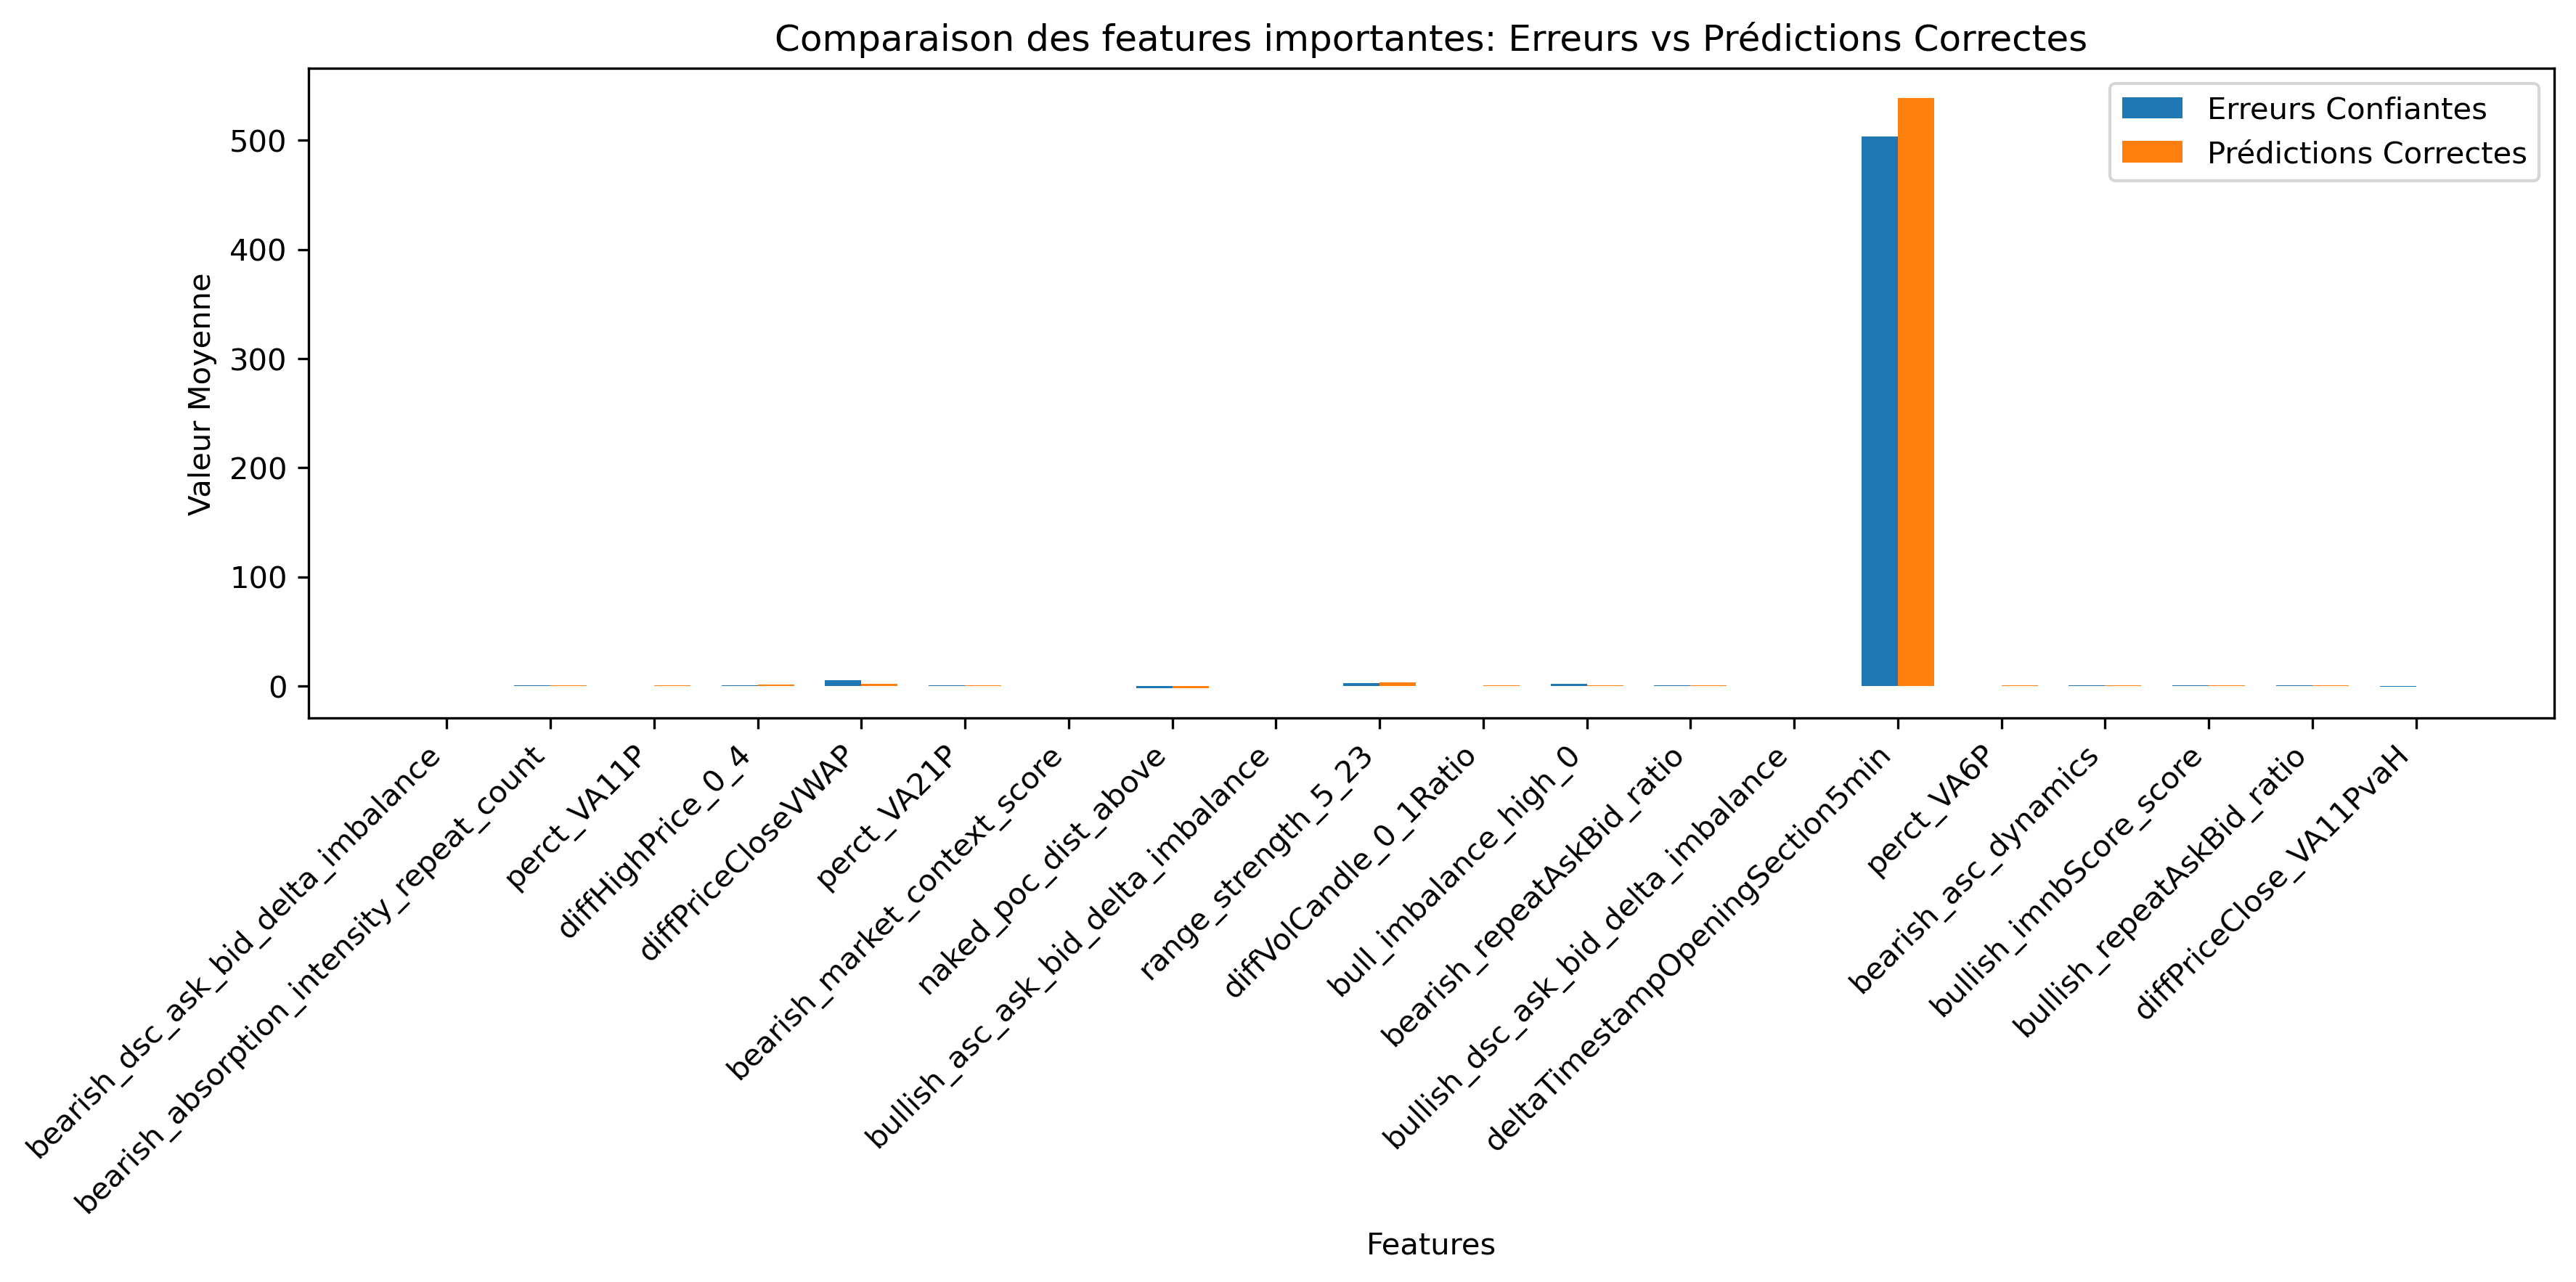 Comparaison des features importantes: Erreurs vs Prédictions Correctes
Erreurs Confiantes
Prédictions Correctes
Valeur Moyenne
500
400
300
200
100
0
bearish_dsc_ask_bid_delta_imbalance
bearish_absorption_intensity_repeat_count
perct_VA11P
diffHighPrice_0_4
diffPriceCloseVWAP
perct_VA21P
bearish_market_context_score
naked_poc_dist_above
bullish_asc_ask_bid_delta_imbalance
range_strength_5_23
diffVolCandle_0_1Ratio
bull_imbalance_high_0
bearish_repeatAskBid_ratio
bullish_dsc_ask_bid_delta_imbalance
deltaTimestampOpeningSection5min
perct_VA6P
bearish_asc_dynamics
bullish_imnbScore_score
bullish_repeatAskBid_ratio
diffPriceClose_VA11PvaH
Features